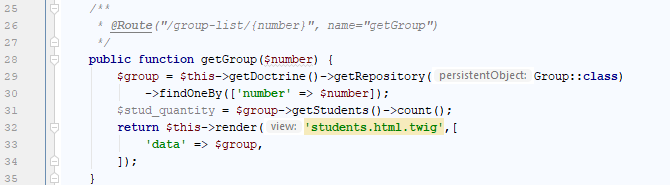 25 /**
26 * @Route("/group-list/{number}", name="getGroup")
27 */
28 public function getGroup($number) {
29 $group = $this->getDoctrine()->getRepository( persistentObject: Group::class)
30 ->findOneBy(['number' => $number]);
31 $stud_quantity = $group->getStudents()->count();
32 return $this->render( view: 'students.html.twig',[
33 'data' => $group,
34 ]);
35 }